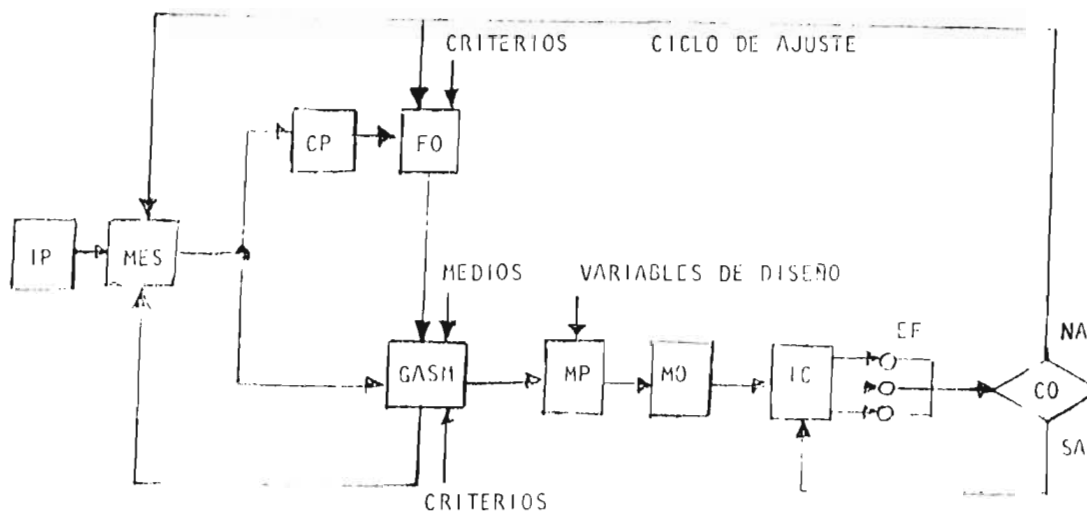 CRITERIOS CICLO DE AJUSTE
CP FO
IP MES
MEDIOS VARIABLES DE DISEÑO
EF NA
GASM MP MO IC CO
SA
CRITERIOS